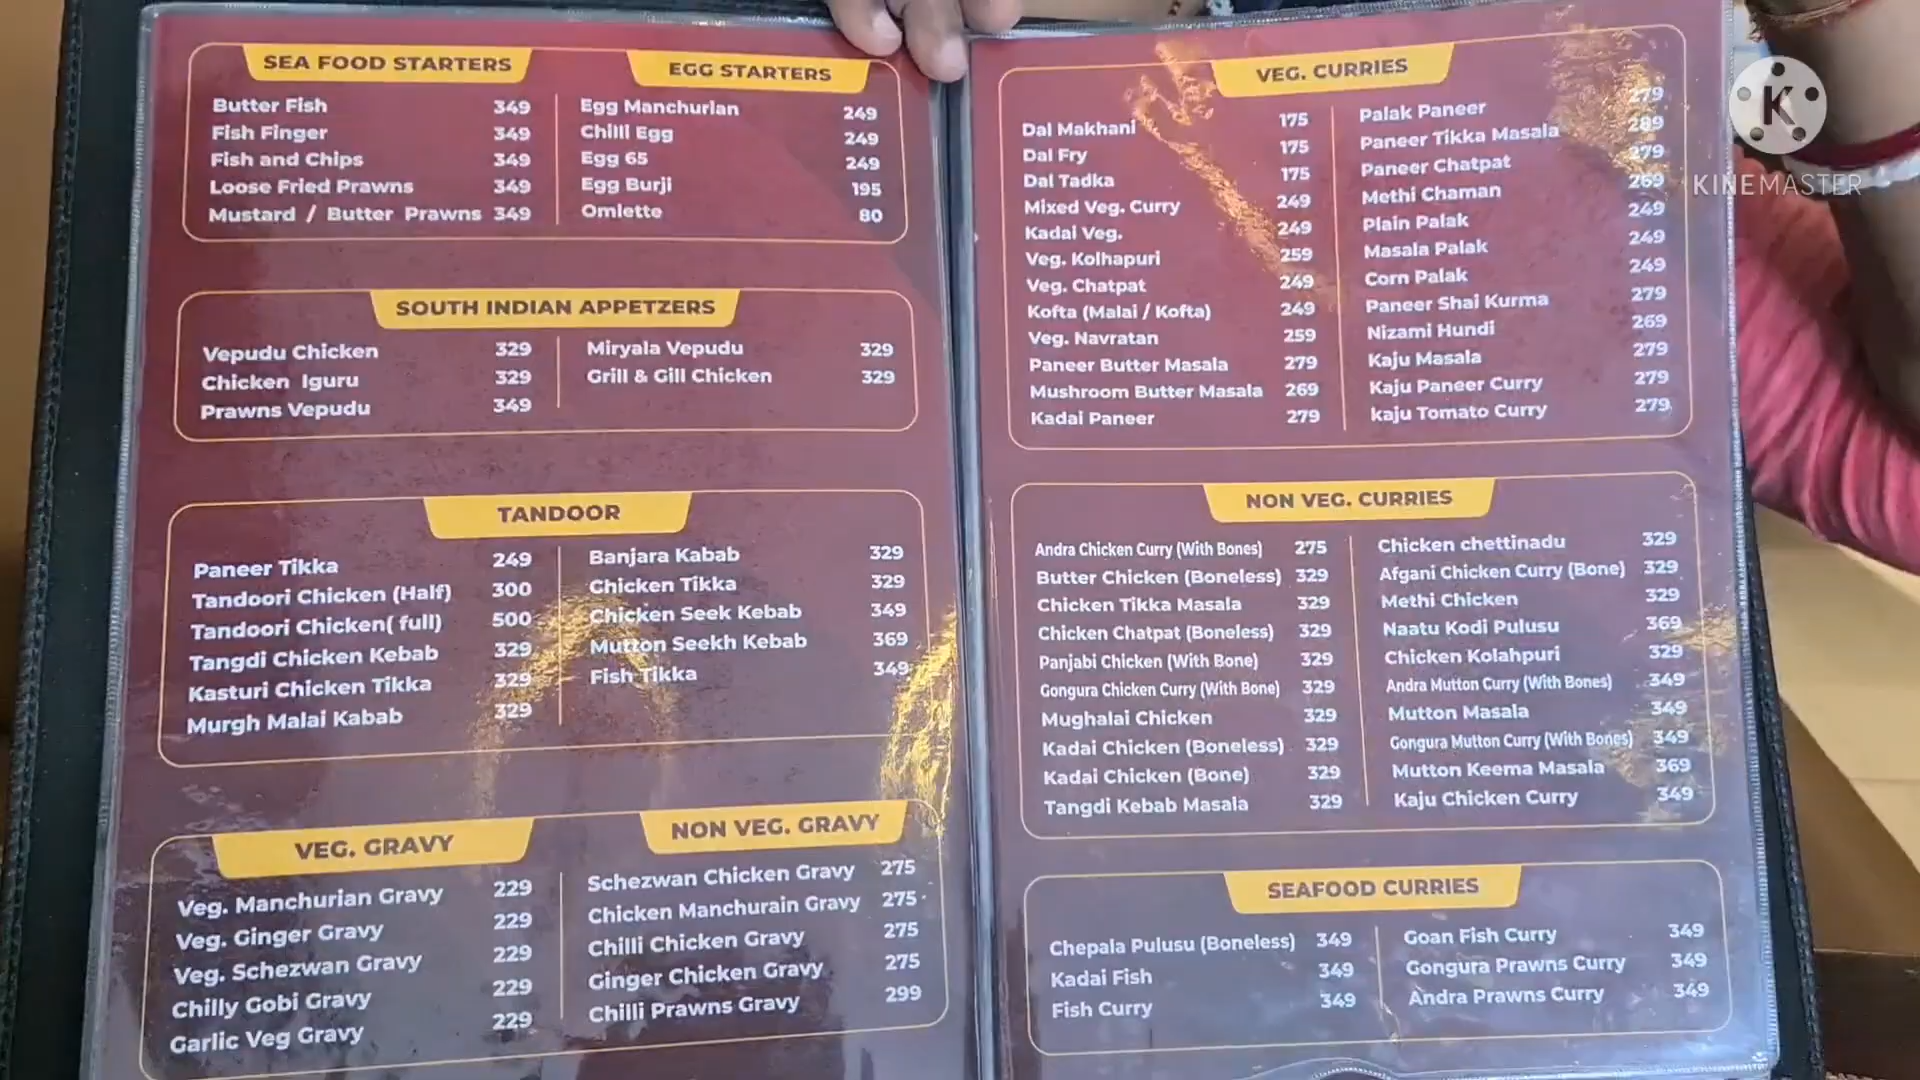 SEA FOOD STARTERS
Butter Fish 349
Fish Finger 349
Fish and Chips 349
Loose Fried Prawns 349
Mustard / Butter Prawns 349
EGG STARTERS
Egg Manchurian 249
Chilli Egg 249
Egg 65 249
Egg Burji 195
Omlette 80
SOUTH INDIAN APPETZERS
Vepudu Chicken 329
Chicken Iguru 329
Prawns Vepudu 349
Miryala Vepudu 329
Grill & Gill Chicken 329
TANDOOR
Paneer Tikka 249
Tandoori Chicken (Half) 300
Tandoori Chicken( full) 500
Tangdi Chicken Kebab 329
Kasturi Chicken Tikka 329
Murgh Malai Kabab 329
Banjara Kabab 329
Chicken Tikka 329
Chicken Seek Kebab 349
Mutton Seekh Kebab 369
Fish Tikka 349
VEG. GRAVY
Veg. Manchurian Gravy 229
Veg. Ginger Gravy 229
Veg. Schezwan Gravy 229
Chilly Gobi Gravy 229
Garlic Veg Gravy 229
NON VEG. GRAVY
Schezwan Chicken Gravy 275
Chicken Manchurain Gravy 275
Chilli Chicken Gravy 275
Ginger Chicken Gravy 275
Chilli Prawns Gravy 299
VEG. CURRIES
Dal Makhani 175
Dal Fry 175
Dal Tadka 175
Mixed Veg. Curry 249
Kadai Veg. 249
Veg. Kolhapuri 259
Veg. Chatpat 249
Kofta (Malai / Kofta) 249
Veg. Navratan 259
Paneer Butter Masala 279
Mushroom Butter Masala 269
Kadai Paneer 279
Palak Paneer 279
Paneer Tikka Masala 289
Paneer Chatpat 279
Methi Chaman 269
Plain Palak 249
Masala Palak 249
Corn Palak 249
Paneer Shai Kurma 279
Nizami Hundi 269
Kaju Masala 279
Kaju Paneer Curry 279
kaju Tomato Curry 279
NON VEG. CURRIES
Andra Chicken Curry (With Bones) 275
Butter Chicken (Boneless) 329
Chicken Tikka Masala 329
Chicken Chatpat (Boneless) 329
Panjabi Chicken (With Bone) 329
Gongura Chicken Curry (With Bone) 329
Mughalai Chicken 329
Kadai Chicken (Boneless) 329
Kadai Chicken (Bone) 329
Tangdi Kebab Masala 329
Chicken chettinadu 329
Afgani Chicken Curry (Bone) 329
Methi Chicken 329
Naatu Kodi Pulusu 369
Chicken Kolahpuri 329
Andra Mutton Curry (With Bones) 349
Mutton Masala 349
Gongura Mutton Curry (With Bones) 349
Mutton Keema Masala 369
Kaju Chicken Curry 349
SEAFOOD CURRIES
Chepala Pulusu (Boneless) 349
Kadai Fish 349
Fish Curry 349
Goan Fish Curry 349
Gongura Prawns Curry 349
Andra Prawns Curry 349
K
KINEMASTER